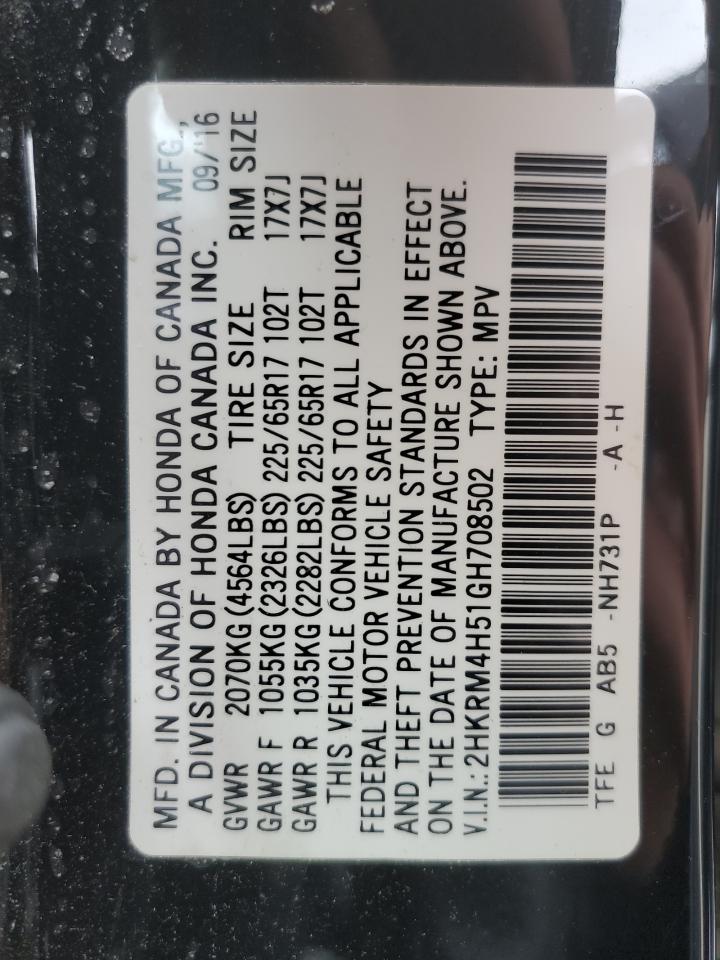 MFD. IN CANADA BY HONDA OF CANADA MFG.,
A DIVISION OF HONDA CANADA INC. 09/16
GVWR 2070KG (4564LBS) TIRE SIZE RIM SIZE
GAWR F 1055KG (2326LBS) 225/65R17 102T 17X7J
GAWR R 1035KG (2282LBS) 225/65R17 102T 17X7J
THIS VEHICLE CONFORMS TO ALL APPLICABLE
FEDERAL MOTOR VEHICLE SAFETY
AND THEFT PREVENTION STANDARDS IN EFFECT
ON THE DATE OF MANUFACTURE SHOWN ABOVE.
V.I.N.: 2HKRM4H51GH708502 TYPE: MPV
TFE G AB5 -NH731P -A -H